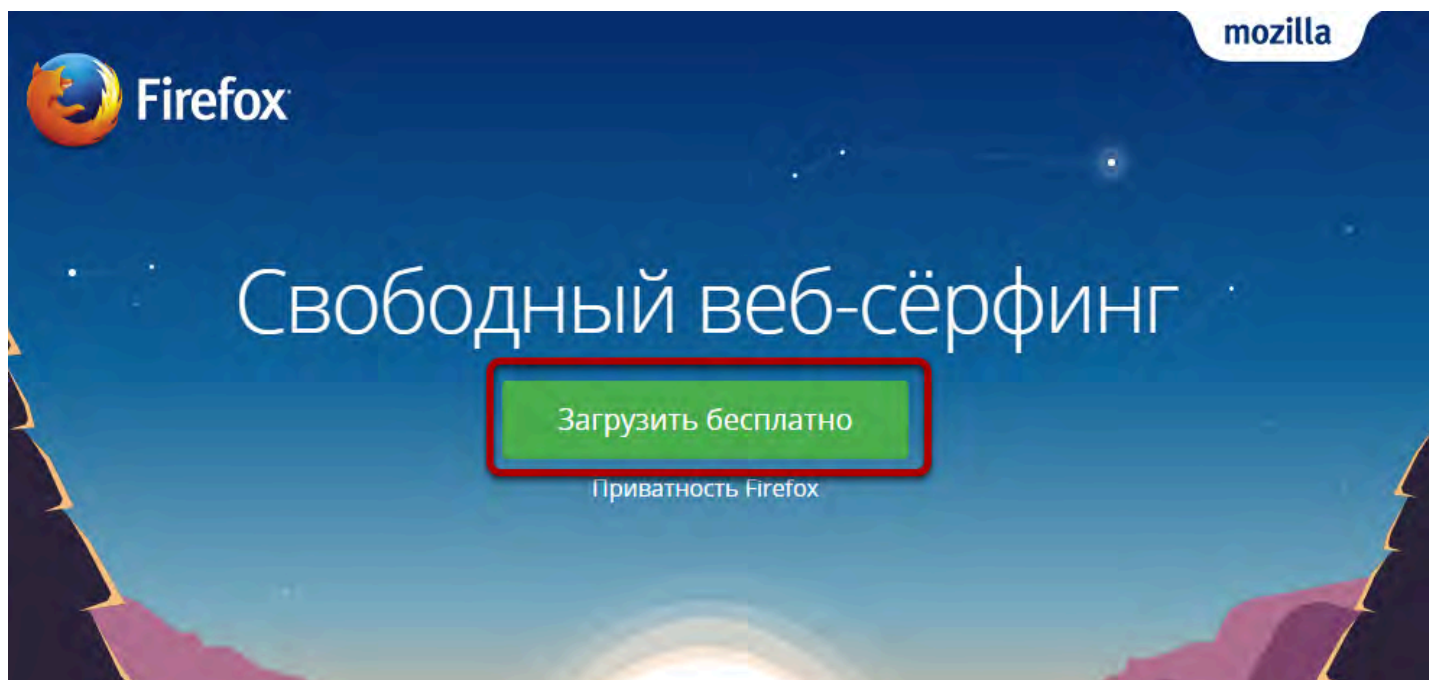 mozilla
Firefox
Свободный веб-сёрфинг
Загрузить бесплатно
Приватность Firefox